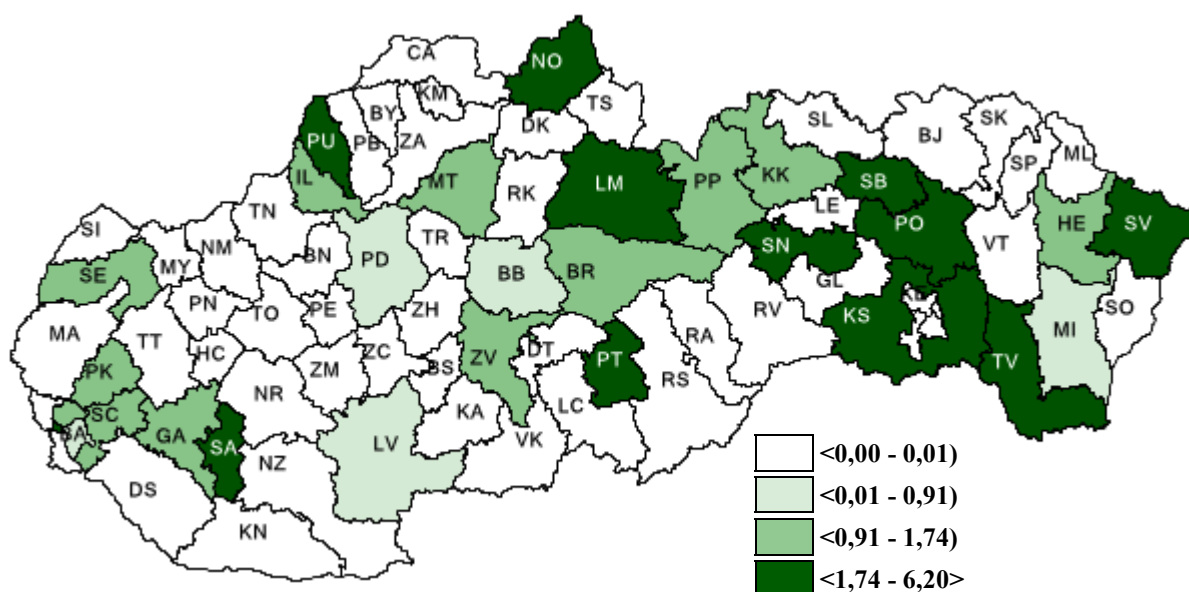 CA
NO
KM
TS
BY
PU
PB
ZA
DK
SL
BJ
SK
SP
ML
IL
MT
RK
LM
PP
KK
SB
LE
PO
HE
SV
TN
SI
NM
MY
BN
PD
TR
BB
BR
SN
VT
SE
PN
TO
PE
ZH
GL
RV
KS
KE
MI
SO
MA
TT
HC
ZM
ZC
BS
ZV
DT
PT
RA
RS
TV
PK
SC
NR
KA
LC
BA
GA
SA
NZ
LV
VK
DS
KN
<0,00 - 0,01)
<0,01 - 0,91)
<0,91 - 1,74)
<1,74 - 6,20>